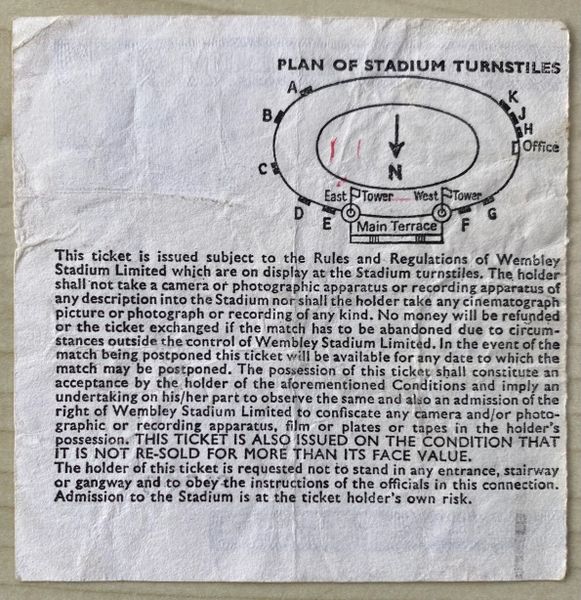 PLAN OF STADIUM TURNSTILES
A
K
B
J
H
Office
N
C
East Tower
West Tower
D
E
F
G
Main Terrace
This ticket is issued subject to the Rules and Regulations of Wembley
Stadium Limited which are on display at the Stadium turnstiles. The holder
shall not take a camera or photographic apparatus or recording apparatus of
any description into the Stadium nor shall the holder take any cinematograph
picture or photograph or recording of any kind. No money will be refunded
or the ticket exchanged if the match has to be abandoned due to circum-
stances outside the control of Wembley Stadium Limited. In the event of the
match being postponed this ticket will be available for any date to which the
match may be postponed. The possession of this ticket shall constitute an
acceptance by the holder of the aforementioned Conditions and imply an
undertaking on his/her part to observe the same and also an admission of the
right of Wembley Stadium Limited to confiscate any camera and/or photo-
graphic or recording apparatus, film or plates or tapes in the holder's
possession. THIS TICKET IS ALSO ISSUED ON THE CONDITION THAT
IT IS NOT RE-SOLD FOR MORE THAN ITS FACE VALUE.
The holder of this ticket is requested not to stand in any entrance, stairway
or gangway and to obey the instructions of the officials in this connection.
Admission to the Stadium is at the ticket holder's own risk.